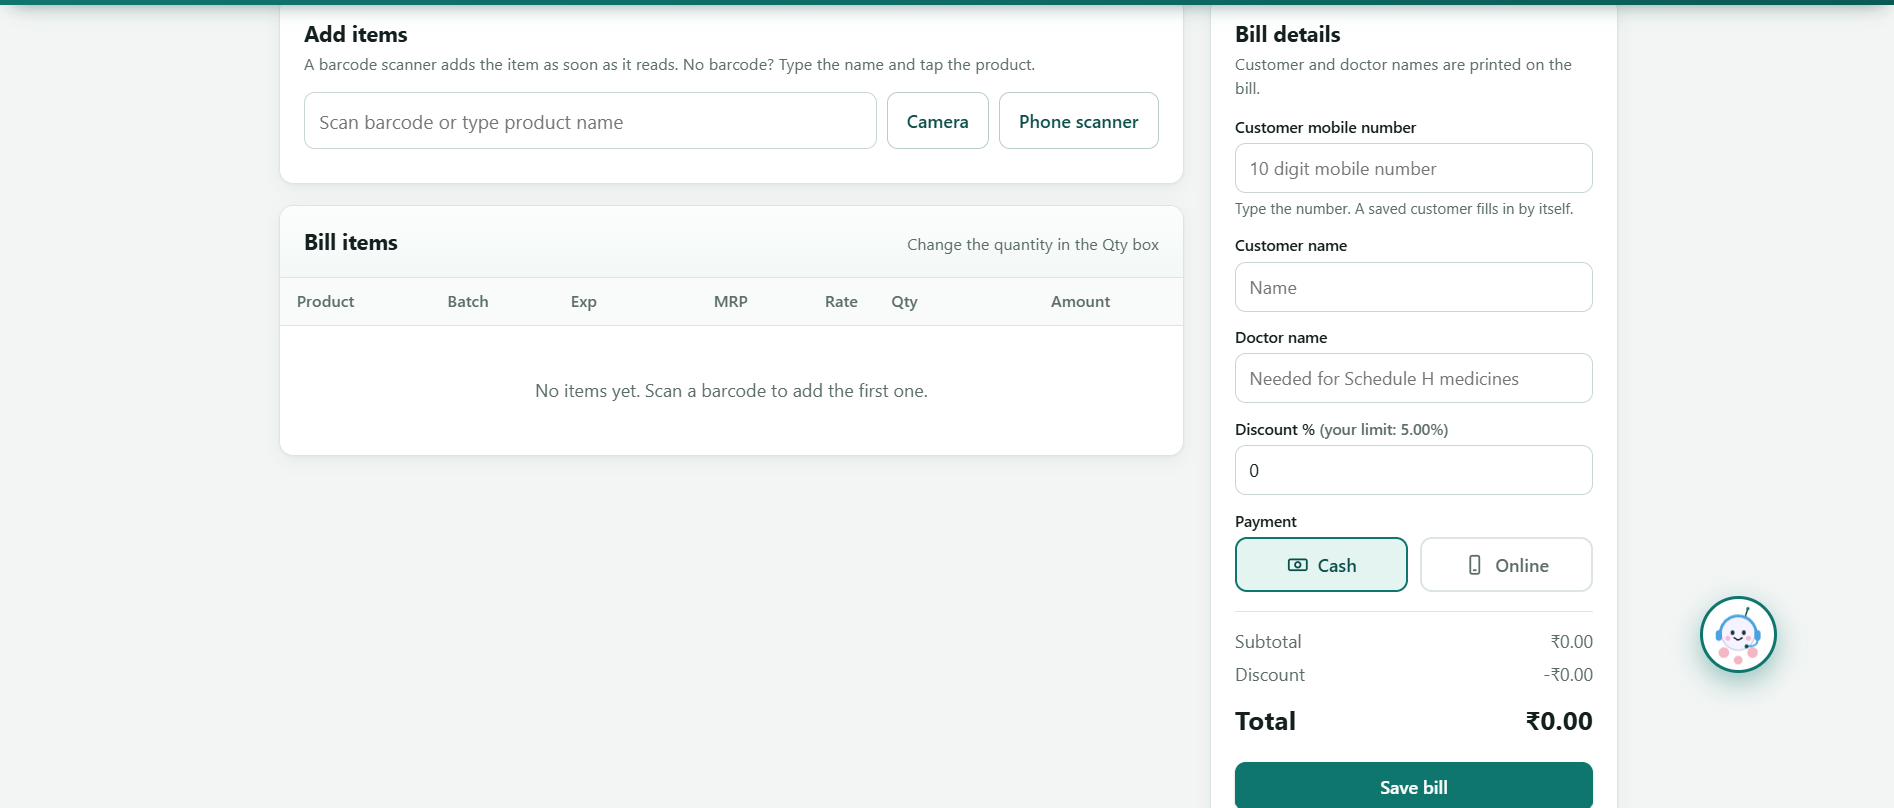 Add items
A barcode scanner adds the item as soon as it reads. No barcode? Type the name and tap the product.
Scan barcode or type product name
Camera
Phone scanner
Bill items
Change the quantity in the Qty box
Product Batch Exp MRP Rate Qty Amount
No items yet. Scan a barcode to add the first one.
Bill details
Customer and doctor names are printed on the
bill.
Customer mobile number
10 digit mobile number
Type the number. A saved customer fills in by itself.
Customer name
Name
Doctor name
Needed for Schedule H medicines
Discount % (your limit: 5.00%)
0
Payment
Cash
Online
Subtotal ₹0.00
Discount -₹0.00
Total ₹0.00
Save bill